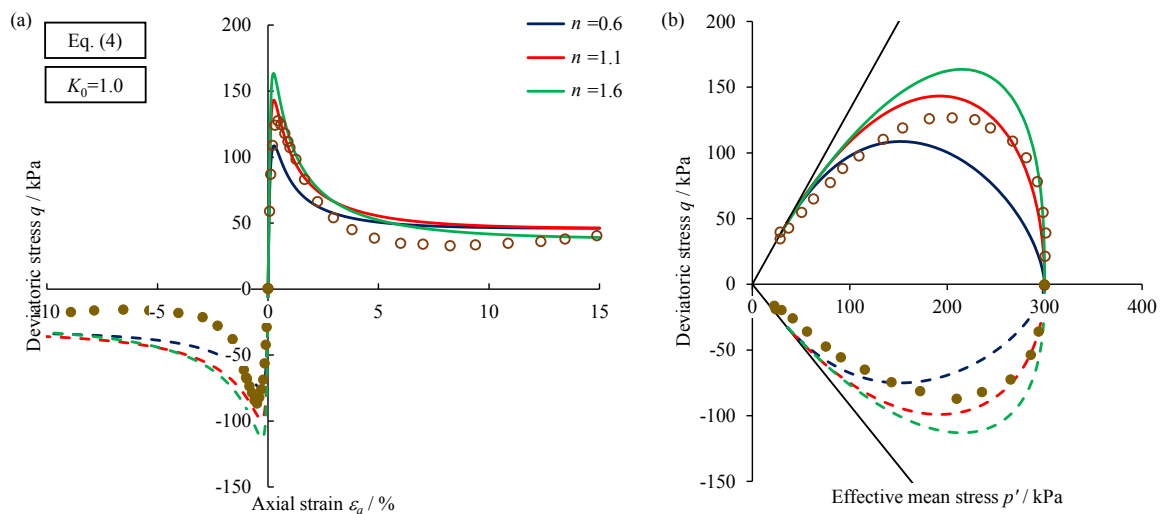 (a)
Eq. (4)
K₀=1.0
n =0.6
n =1.1
n =1.6
200
150
100
50
0
-50
-100
-150
-10
-5
0
5
10
15
Deviatoric stress q / kPa
Axial strain εₐ / %
(b)
200
150
100
50
0
-50
-100
-150
0
100
200
300
400
Deviatoric stress q / kPa
Effective mean stress p′ / kPa